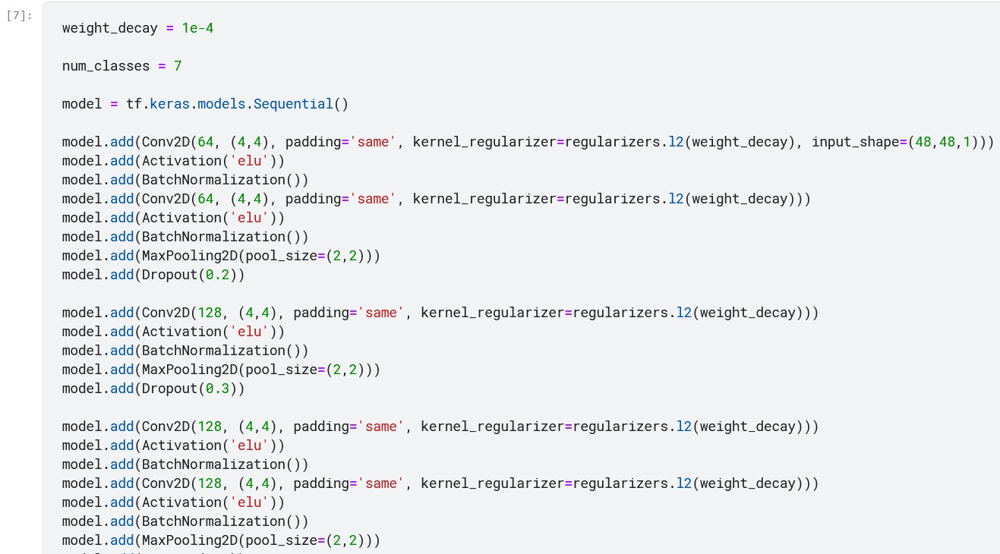 [7]:
weight_decay = 1e-4
num_classes = 7
model = tf.keras.models.Sequential()
model.add(Conv2D(64, (4,4), padding='same', kernel_regularizer=regularizers.l2(weight_decay), input_shape=(48,48,1)))
model.add(Activation('elu'))
model.add(BatchNormalization())
model.add(Conv2D(64, (4,4), padding='same', kernel_regularizer=regularizers.l2(weight_decay)))
model.add(Activation('elu'))
model.add(BatchNormalization())
model.add(MaxPooling2D(pool_size=(2,2)))
model.add(Dropout(0.2))
model.add(Conv2D(128, (4,4), padding='same', kernel_regularizer=regularizers.l2(weight_decay)))
model.add(Activation('elu'))
model.add(BatchNormalization())
model.add(MaxPooling2D(pool_size=(2,2)))
model.add(Dropout(0.3))
model.add(Conv2D(128, (4,4), padding='same', kernel_regularizer=regularizers.l2(weight_decay)))
model.add(Activation('elu'))
model.add(BatchNormalization())
model.add(Conv2D(128, (4,4), padding='same', kernel_regularizer=regularizers.l2(weight_decay)))
model.add(Activation('elu'))
model.add(BatchNormalization())
model.add(MaxPooling2D(pool_size=(2,2)))